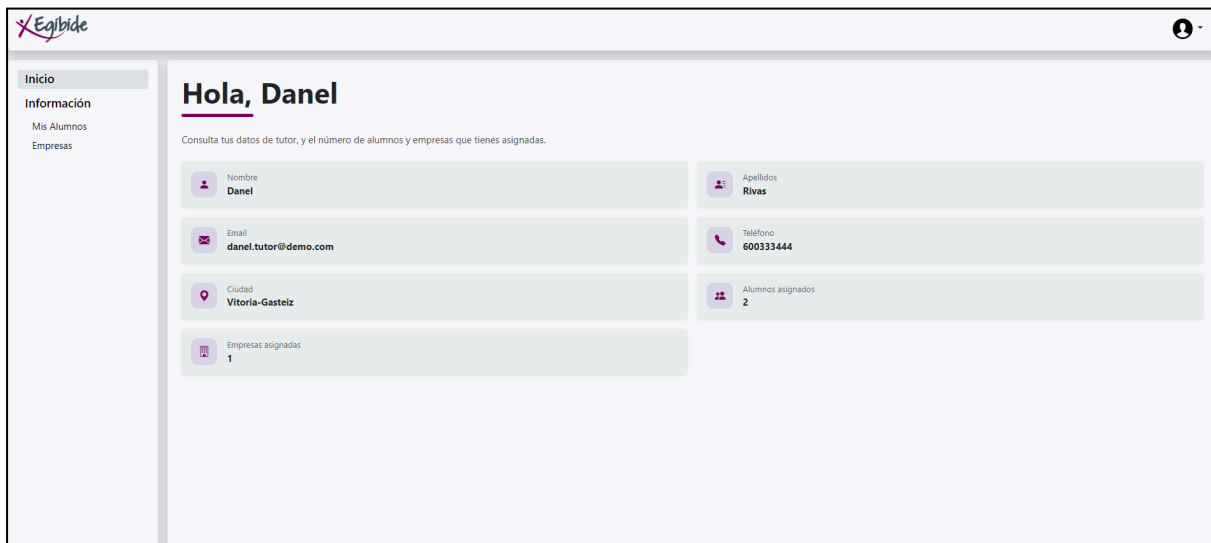 Egibide
Inicio
Información
Mis Alumnos
Empresas
Hola, Danel
Consulta tus datos de tutor, y el número de alumnos y empresas que tienes asignadas.
Nombre
Danel
Apellidos
Rivas
Email
danel.tutor@demo.com
Teléfono
600333444
Ciudad
Vitoria-Gasteiz
Alumnos asignados
2
Empresas asignadas
1